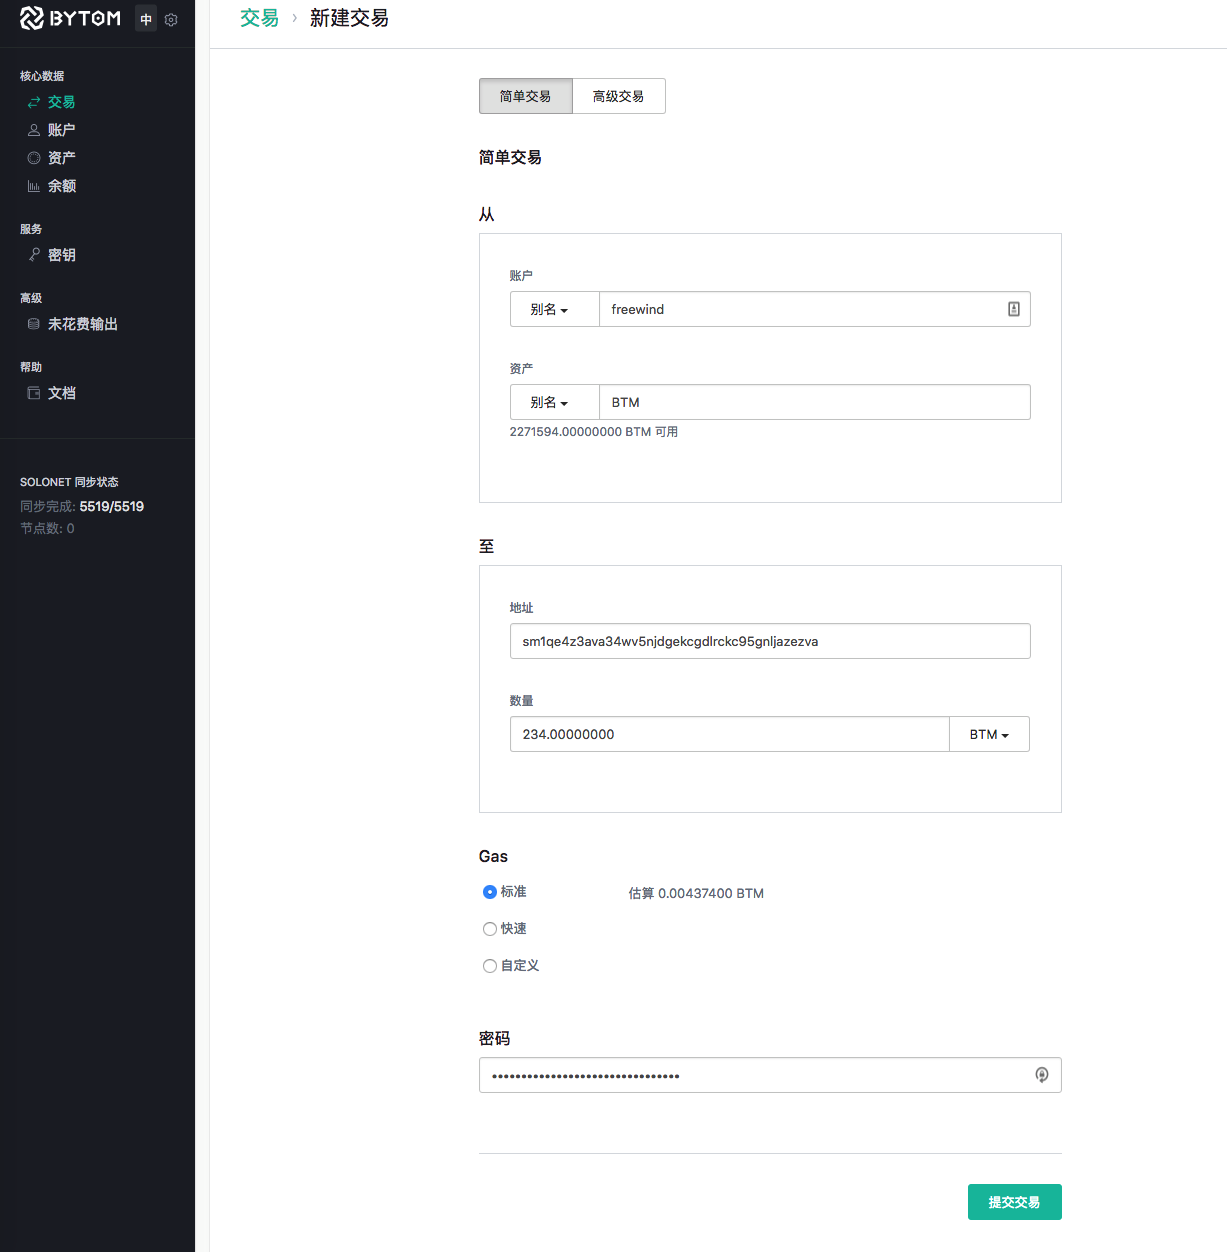 BYTOM 中
核心数据
交易
账户
资产
余额
服务
密钥
高级
未花费输出
帮助
文档
SOLONET 同步状态
同步完成: 5519/5519
节点数: 0
交易 › 新建交易
简单交易 高级交易
简单交易
从
账户
别名 freewind
资产
别名 BTM
2271594.00000000 BTM 可用
至
地址
sm1qe4z3ava34wv5njdgekcgdlrckc95gnljazezva
数量
234.00000000 BTM
Gas
标准 估算 0.00437400 BTM
快速
自定义
密码
提交交易